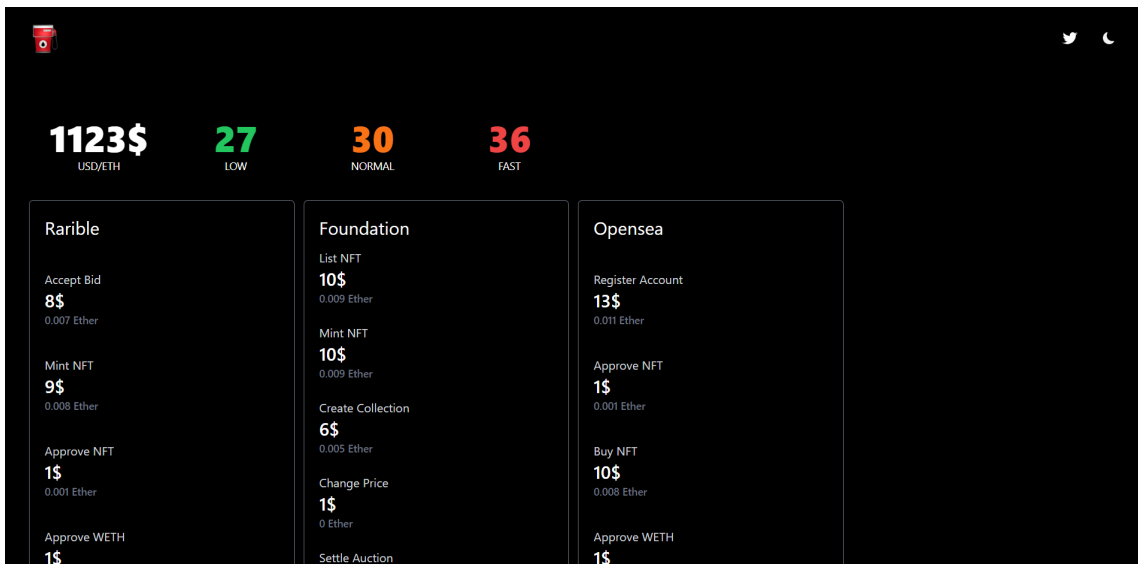 1123$
USD/ETH
27
LOW
30
NORMAL
36
FAST
Rarible
Accept Bid
8$
0.007 Ether
Mint NFT
9$
0.008 Ether
Approve NFT
1$
0.001 Ether
Approve WETH
1$
Foundation
List NFT
10$
0.009 Ether
Mint NFT
10$
0.009 Ether
Create Collection
6$
0.005 Ether
Change Price
1$
0 Ether
Settle Auction
Opensea
Register Account
13$
0.011 Ether
Approve NFT
1$
0.001 Ether
Buy NFT
10$
0.008 Ether
Approve WETH
1$